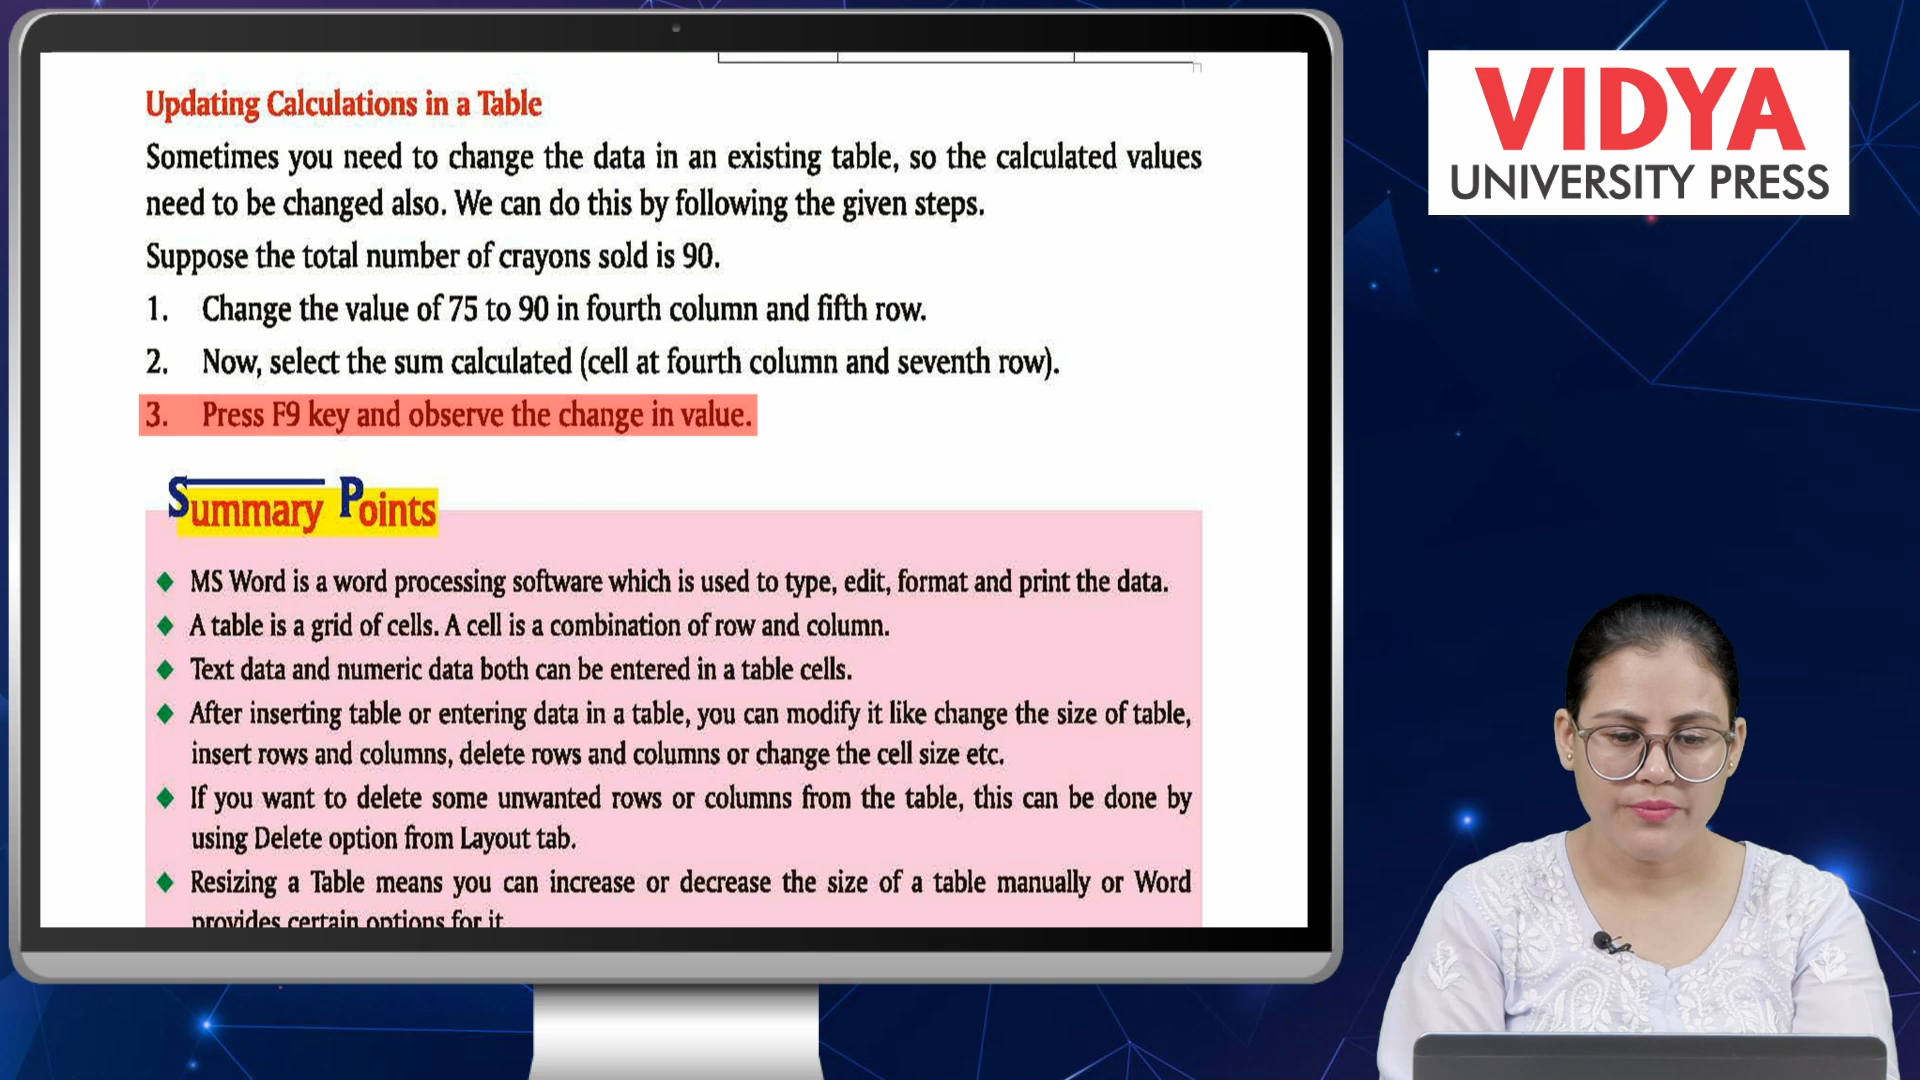 Updating Calculations in a Table
Sometimes you need to change the data in an existing table, so the calculated values
need to be changed also. We can do this by following the given steps.
Suppose the total number of crayons sold is 90.
1. Change the value of 75 to 90 in fourth column and fifth row.
2. Now, select the sum calculated (cell at fourth column and seventh row).
3. Press F9 key and observe the change in value.
Summary Points
◆ MS Word is a word processing software which is used to type, edit, format and print the data.
◆ A table is a grid of cells. A cell is a combination of row and column.
◆ Text data and numeric data both can be entered in a table cells.
◆ After inserting table or entering data in a table, you can modify it like change the size of table,
insert rows and columns, delete rows and columns or change the cell size etc.
◆ If you want to delete some unwanted rows or columns from the table, this can be done by
using Delete option from Layout tab.
◆ Resizing a Table means you can increase or decrease the size of a table manually or Word
provides certain options for it
VIDYA
UNIVERSITY PRESS